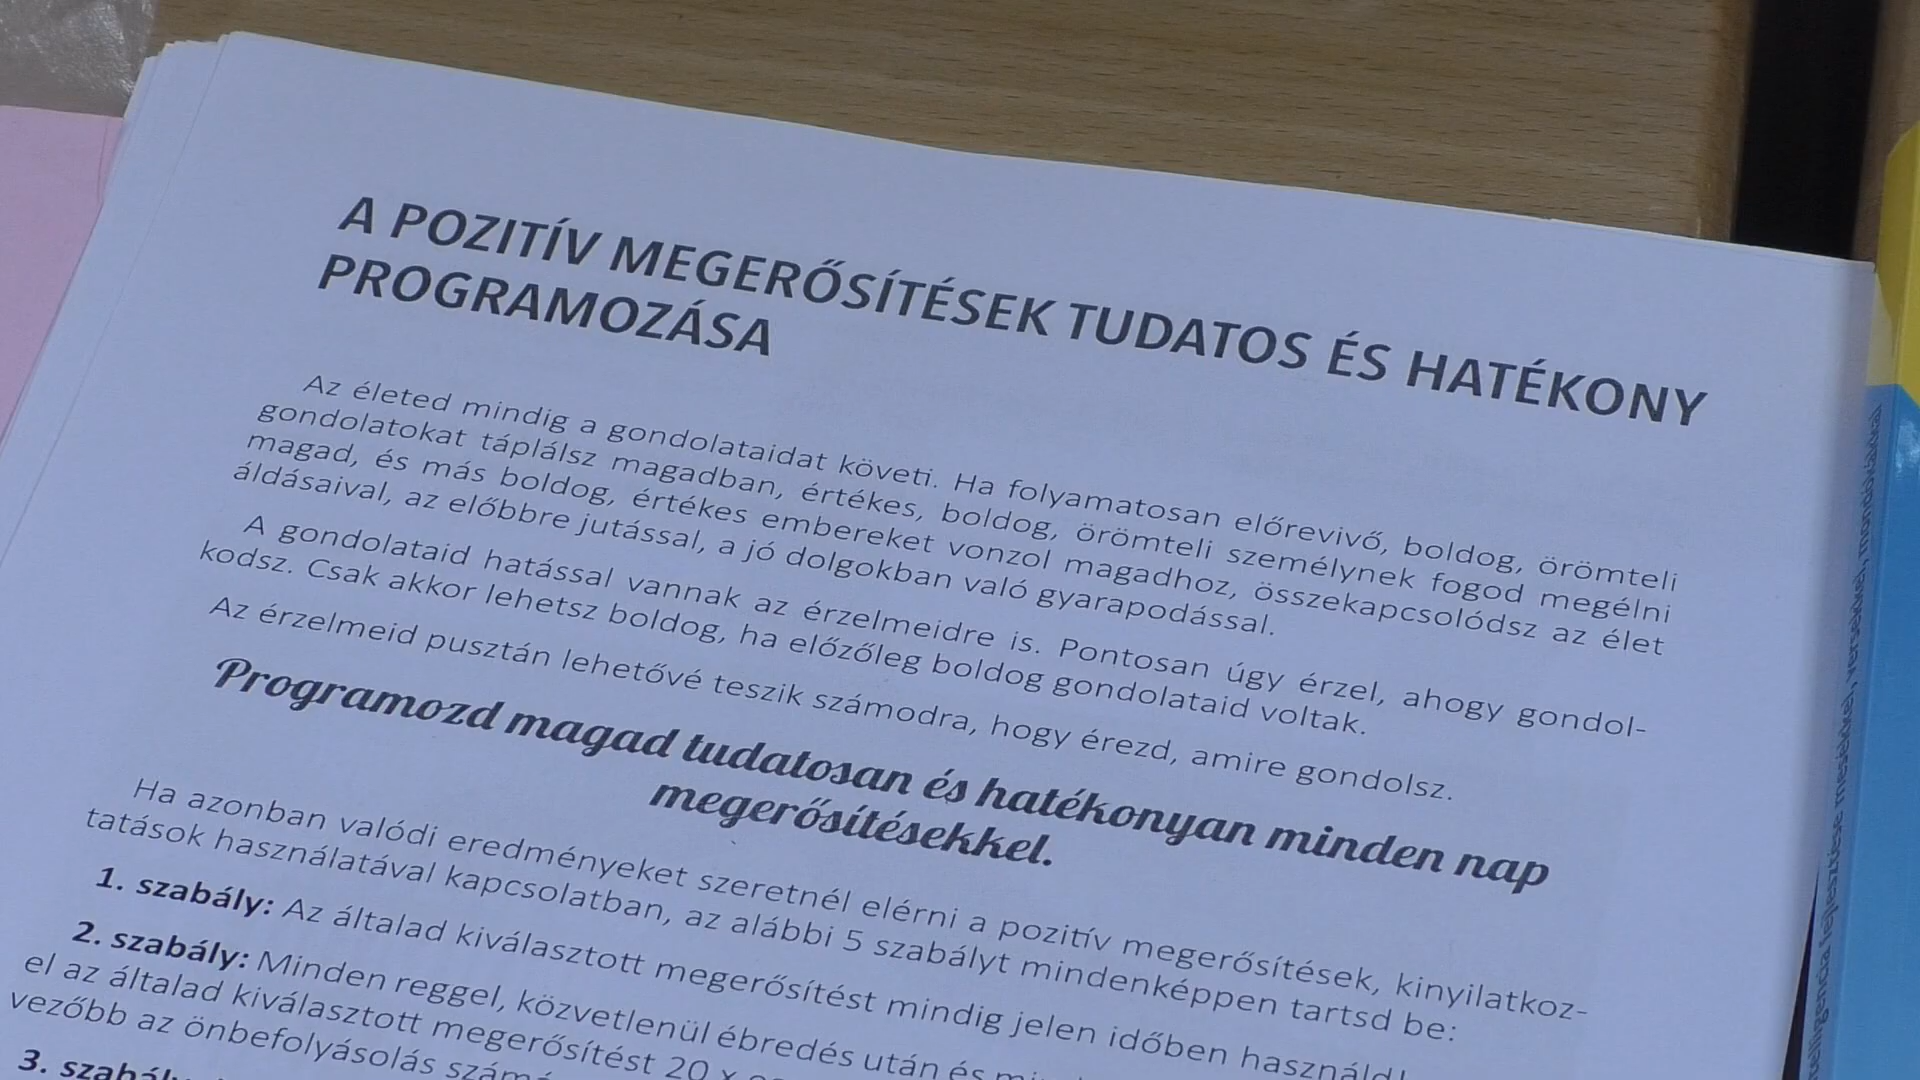 A POZITÍV MEGERŐSÍTÉSEK TUDATOS ÉS HATÉKONY
PROGRAMOZÁSA
Az életed mindig a gondolataidat követi. Ha folyamatosan előrevivő, boldog, örömteli
gondolatokat táplálsz magadban, értékes, boldog, örömteli személynek fogod megélni
magad, és más boldog, értékes embereket vonzol magadhoz, összekapcsolódsz az élet
áldásaival, az előbbre jutással, a jó dolgokban való gyarapodással.
A gondolataid hatással vannak az érzelmeidre is. Pontosan úgy érzel, ahogy gondol-
kodsz. Csak akkor lehetsz boldog, ha előzőleg boldog gondolataid voltak.
Az érzelmeid pusztán lehetővé teszik számodra, hogy érezd, amire gondolsz.
Programozd magad tudatosan és hatékonyan minden nap
megerősítésekkel.
Ha azonban valódi eredményeket szeretnél elérni a pozitív megerősítések, kinyilatkoz-
tatások használatával kapcsolatban, az alábbi 5 szabályt mindenképpen tartsd be:
1. szabály: Az általad kiválasztott megerősítést mindig jelen időben használd!
2. szabály: Minden reggel, közvetlenül ébredés után és
el az általad kiválasztott megerősítést 20 x
vezőbb az önbefolyásolás
3. szabály
fejlesztése mesékkel, versekkel, mondókákkal